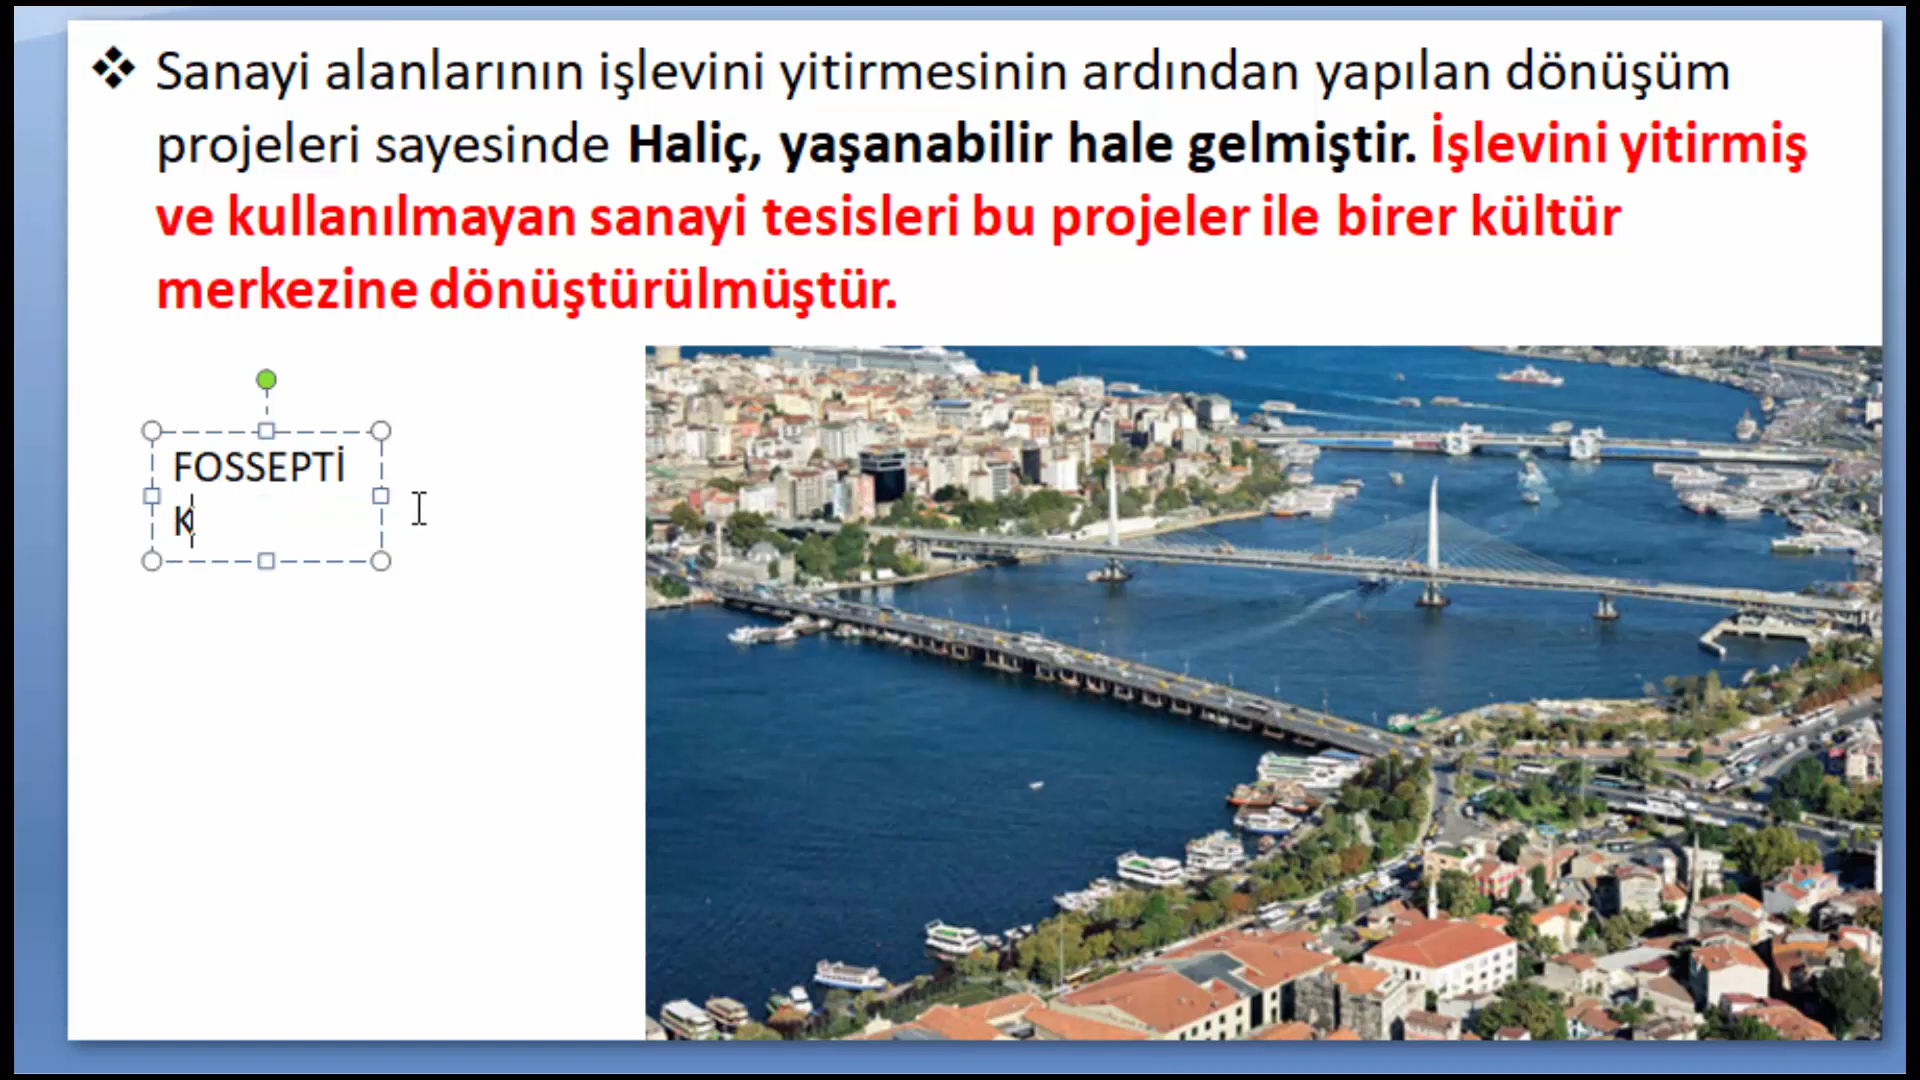 Sanayi alanlarının işlevini yitirmesinin ardından yapılan dönüşüm
projeleri sayesinde Haliç, yaşanabilir hale gelmiştir. İşlevini yitirmiş
ve kullanılmayan sanayi tesisleri bu projeler ile birer kültür
merkezine dönüştürülmüştür.
FOSSEPTİ
K